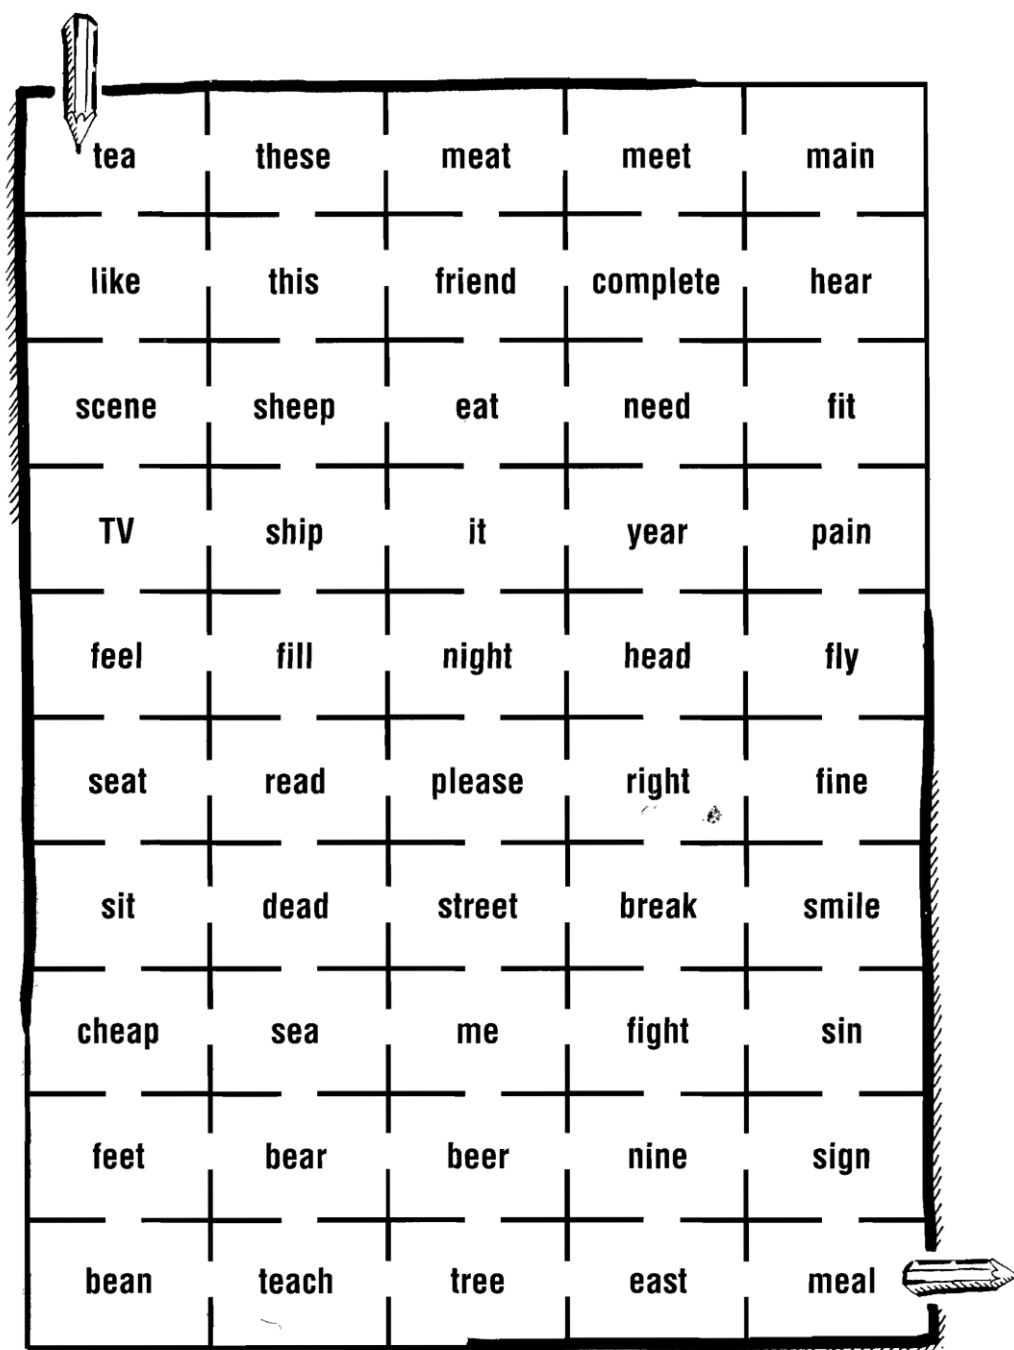 tea these meat meet main
like this friend complete hear
scene sheep eat need fit
TV ship it year pain
feel fill night head fly
seat read please right fine
sit dead street break smile
cheap sea me fight sin
feet bear beer nine sign
bean teach tree east meal